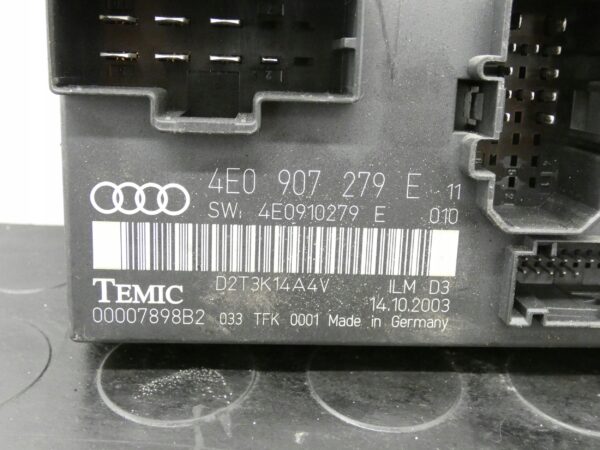 4E0 907 279 E 11
SW: 4E0910279 E 010
D2T3K14A4V ILM D3
TEMIC 14.10.2003
00007898B2 033 TFK 0001 Made in Germany